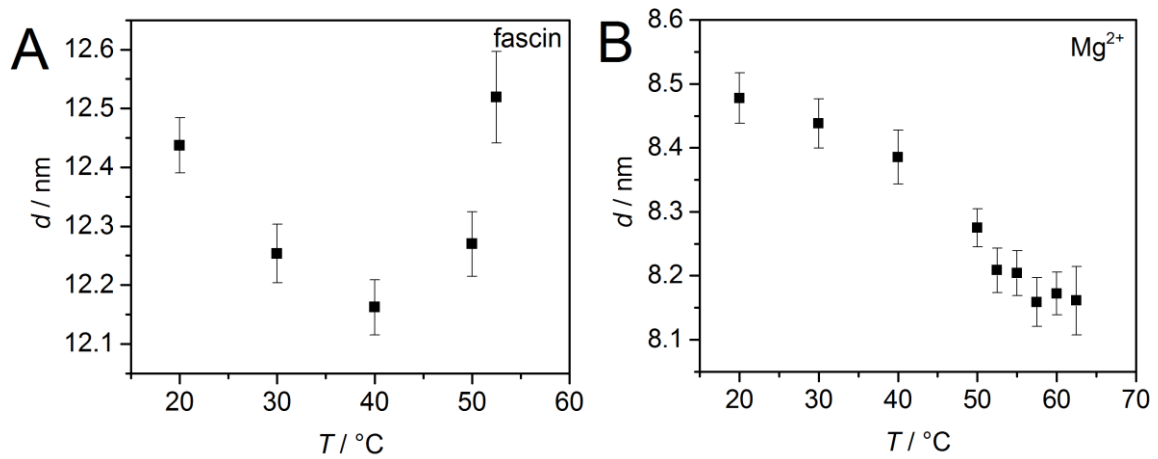 A
fascin
12.6
12.5
12.4
12.3
12.2
12.1
d / nm
20 30 40 50 60
T / °C
B
Mg²⁺
8.6
8.5
8.4
8.3
8.2
8.1
d / nm
20 30 40 50 60 70
T / °C